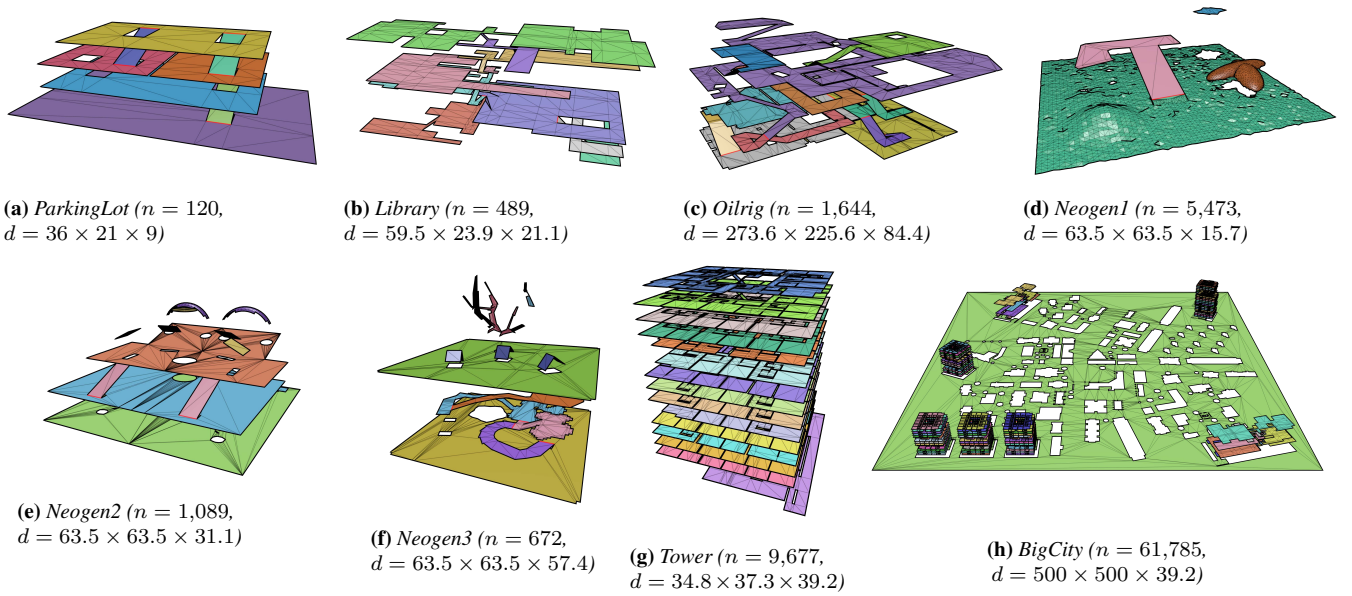 (a) ParkingLot (n = 120,
d = 36 × 21 × 9)
(b) Library (n = 489,
d = 59.5 × 23.9 × 21.1)
(c) Oilrig (n = 1,644,
d = 273.6 × 225.6 × 84.4)
(d) Neogen1 (n = 5,473,
d = 63.5 × 63.5 × 15.7)
(e) Neogen2 (n = 1,089,
d = 63.5 × 63.5 × 31.1)
(f) Neogen3 (n = 672,
d = 63.5 × 63.5 × 57.4)
(g) Tower (n = 9,677,
d = 34.8 × 37.3 × 39.2)
(h) BigCity (n = 61,785,
d = 500 × 500 × 39.2)